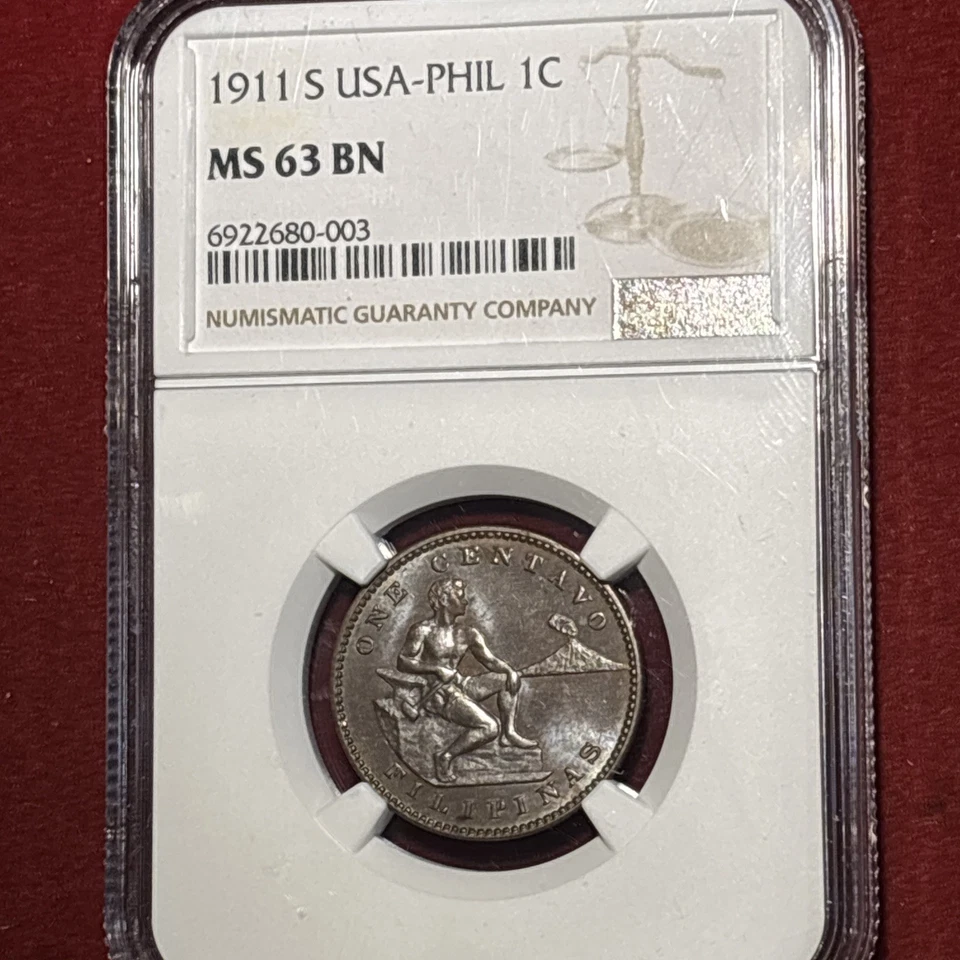 1911 S USA-PHIL 1C
MS 63 BN
6922680-003
NUMISMATIC GUARANTY COMPANY
ONE CENTAVO
FILIPINAS